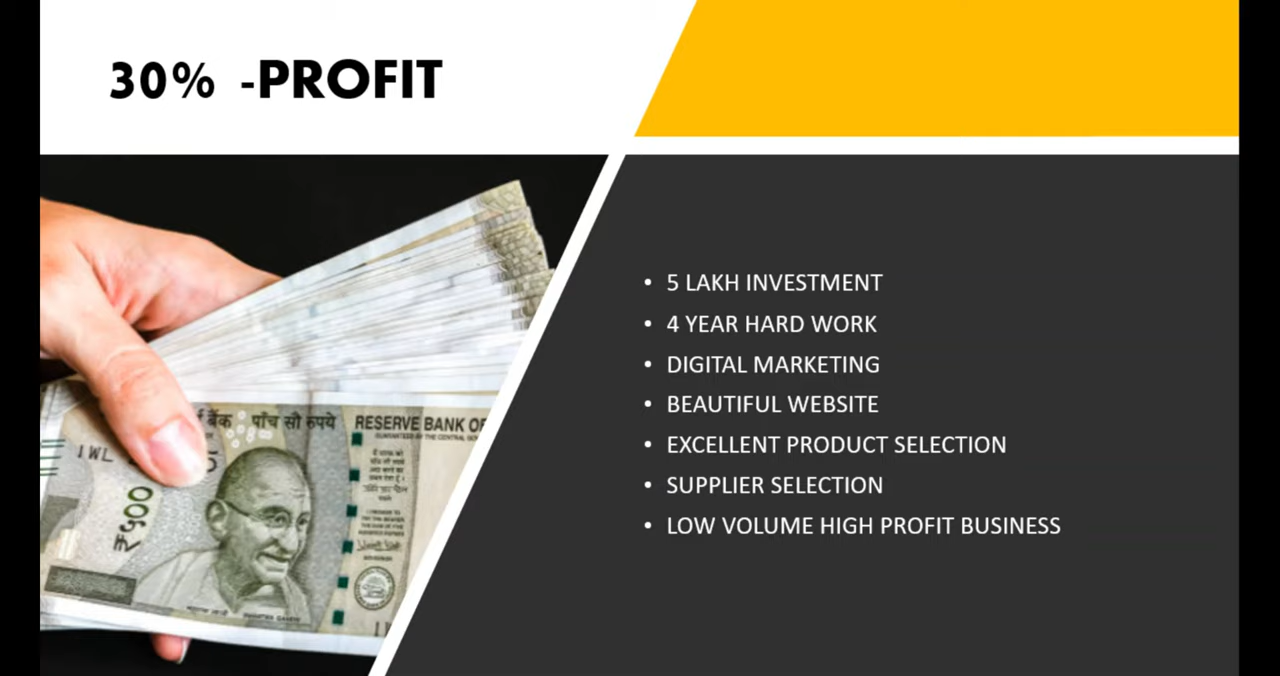 30% -PROFIT
• 5 LAKH INVESTMENT
• 4 YEAR HARD WORK
• DIGITAL MARKETING
• BEAUTIFUL WEBSITE
• EXCELLENT PRODUCT SELECTION
• SUPPLIER SELECTION
• LOW VOLUME HIGH PROFIT BUSINESS
बैंक पाँच सौ रुपये RESERVE BANK OF
1WL
₹500